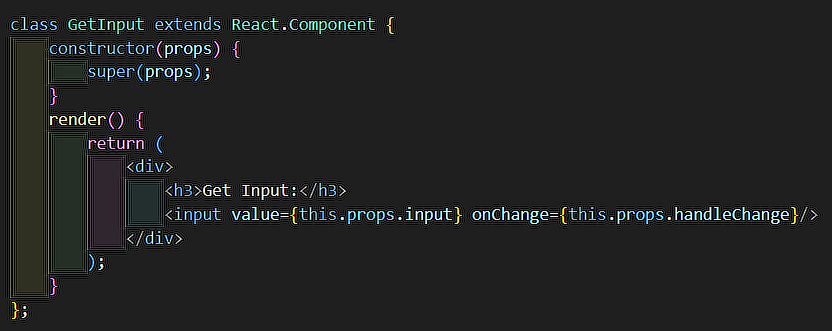 class GetInput extends React.Component {
    constructor(props) {
        super(props);
    }
    render() {
        return (
            <div>
                <h3>Get Input:</h3>
                <input value={this.props.input} onChange={this.props.handleChange}/>
            </div>
        );
    }
};